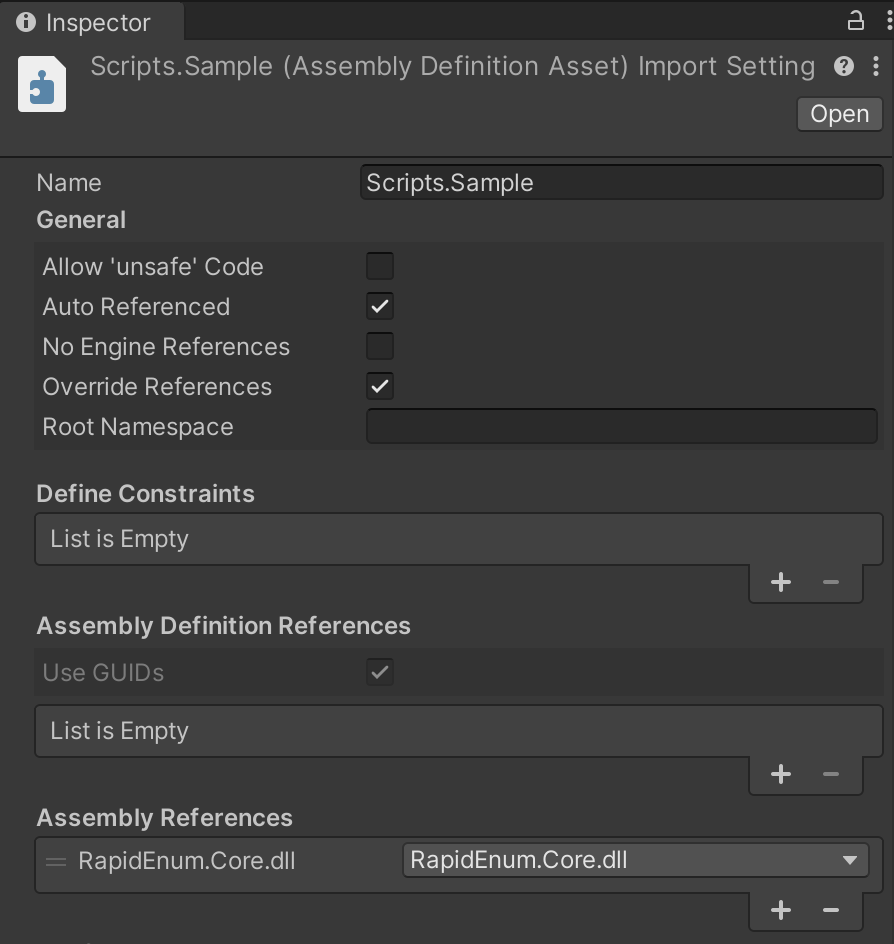 Inspector
Scripts.Sample (Assembly Definition Asset) Import Setting
Open
Name Scripts.Sample
General
Allow 'unsafe' Code
Auto Referenced
No Engine References
Override References
Root Namespace
Define Constraints
List is Empty
Assembly Definition References
Use GUIDs
List is Empty
Assembly References
RapidEnum.Core.dll RapidEnum.Core.dll